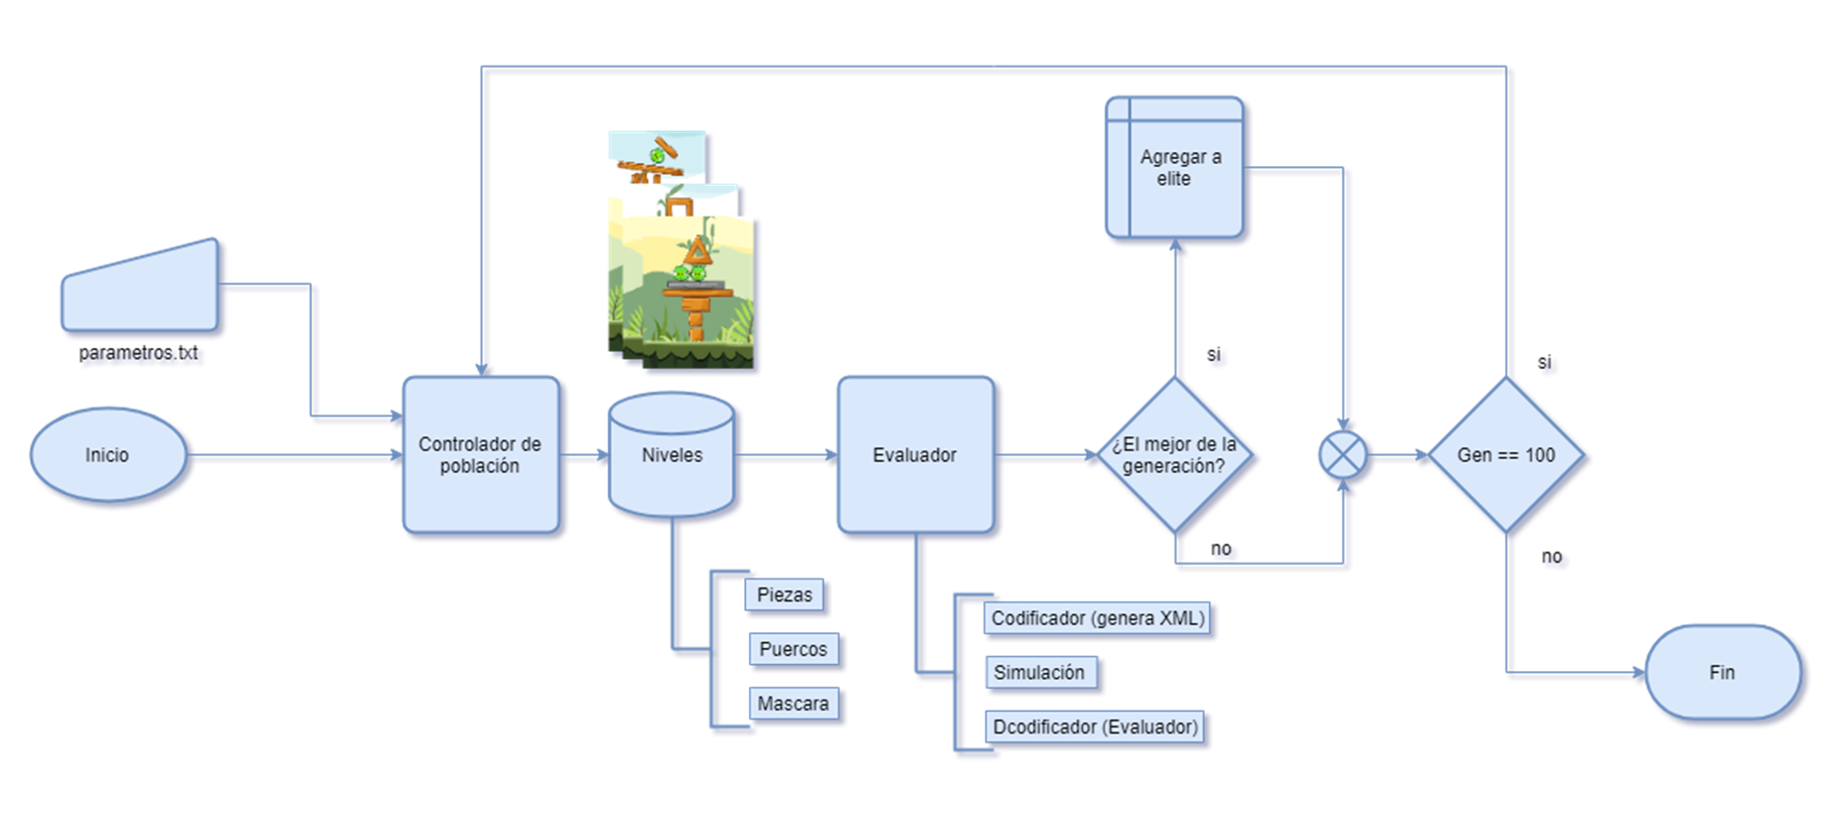 parametros.txt
Inicio
Controlador de
población
Niveles
Piezas
Puercos
Mascara
Evaluador
Codificador (genera XML)
Simulación
Dcodificador (Evaluador)
¿El mejor de la
generación?
si
no
Agregar a
elite
Gen == 100
si
no
Fin